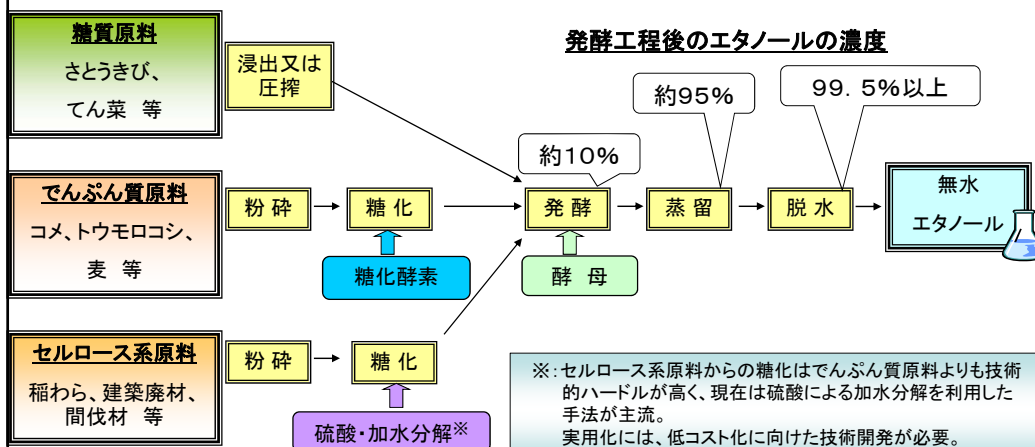 糖質原料
さとうきび、
てん菜 等
浸出又は
圧搾
発酵工程後のエタノールの濃度
約10%
約95%
99.5%以上
でんぷん質原料
コメ、トウモロコシ、
麦 等
粉 砕
糖 化
発 酵
蒸 留
脱 水
無水
エタノール
糖化酵素
酵 母
セルロース系原料
稲わら、建築廃材、
間伐材 等
粉 砕
糖 化
硫酸・加水分解※
※:セルロース系原料からの糖化はでんぷん質原料よりも技術
的ハードルが高く、現在は硫酸による加水分解を利用した
手法が主流。
実用化には、低コスト化に向けた技術開発が必要。